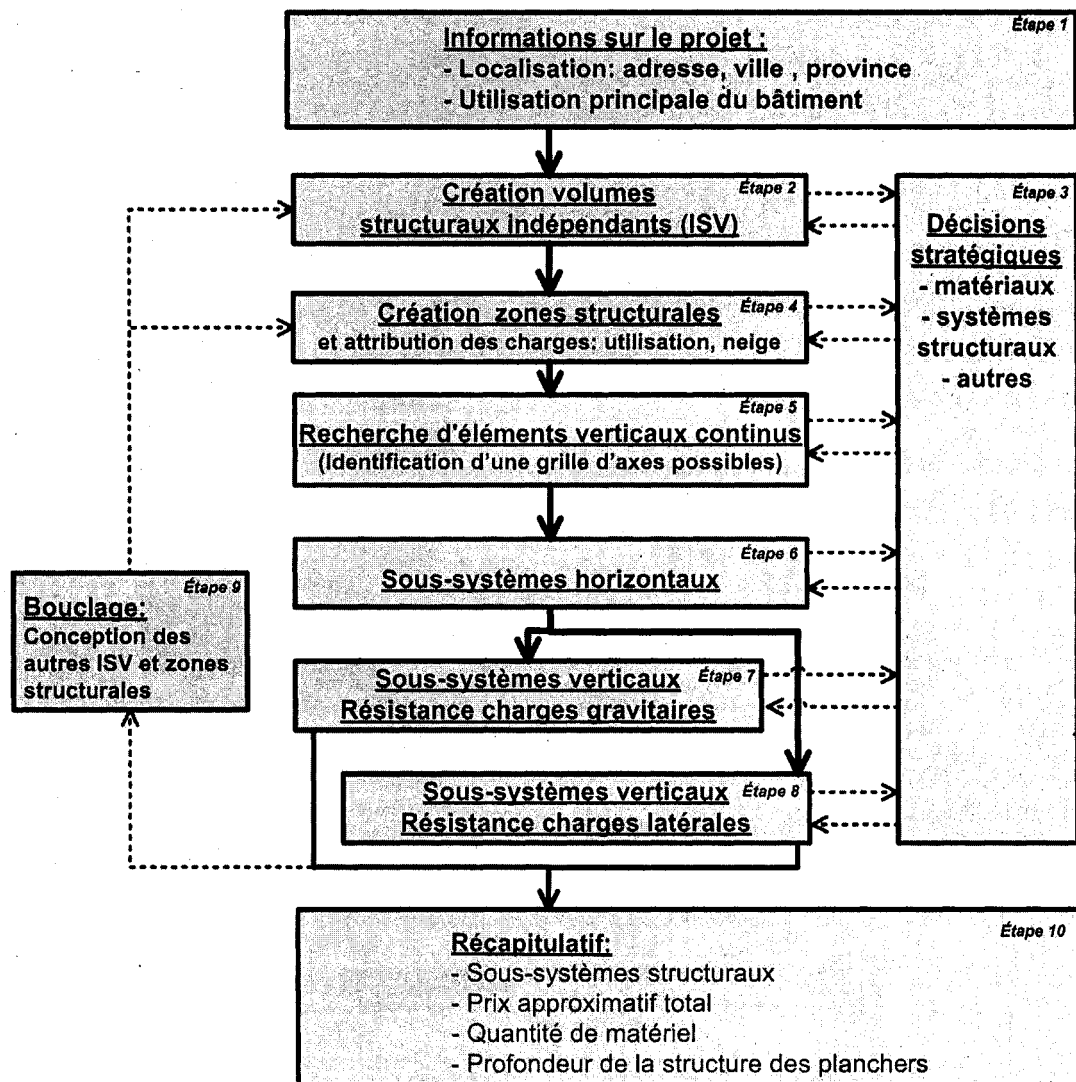 Étape 1
Informations sur le projet :
- Localisation: adresse, ville , province
- Utilisation principale du bâtiment
Étape 2
Création volumes
structuraux indépendants (ISV)
Étape 3
Décisions
stratégiques
- matériaux
- systèmes
structuraux
- autres
Étape 4
Création zones structurales
et attribution des charges: utilisation, neige
Étape 5
Recherche d'éléments verticaux continus
(Identification d'une grille d'axes possibles)
Étape 6
Sous-systèmes horizontaux
Étape 9
Bouclage:
Conception des
autres ISV et zones
structurales
Étape 7
Sous-systèmes verticaux
Résistance charges gravitaires
Étape 8
Sous-systèmes verticaux
Résistance charges latérales
Étape 10
Récapitulatif:
- Sous-systèmes structuraux
- Prix approximatif total
- Quantité de matériel
- Profondeur de la structure des planchers